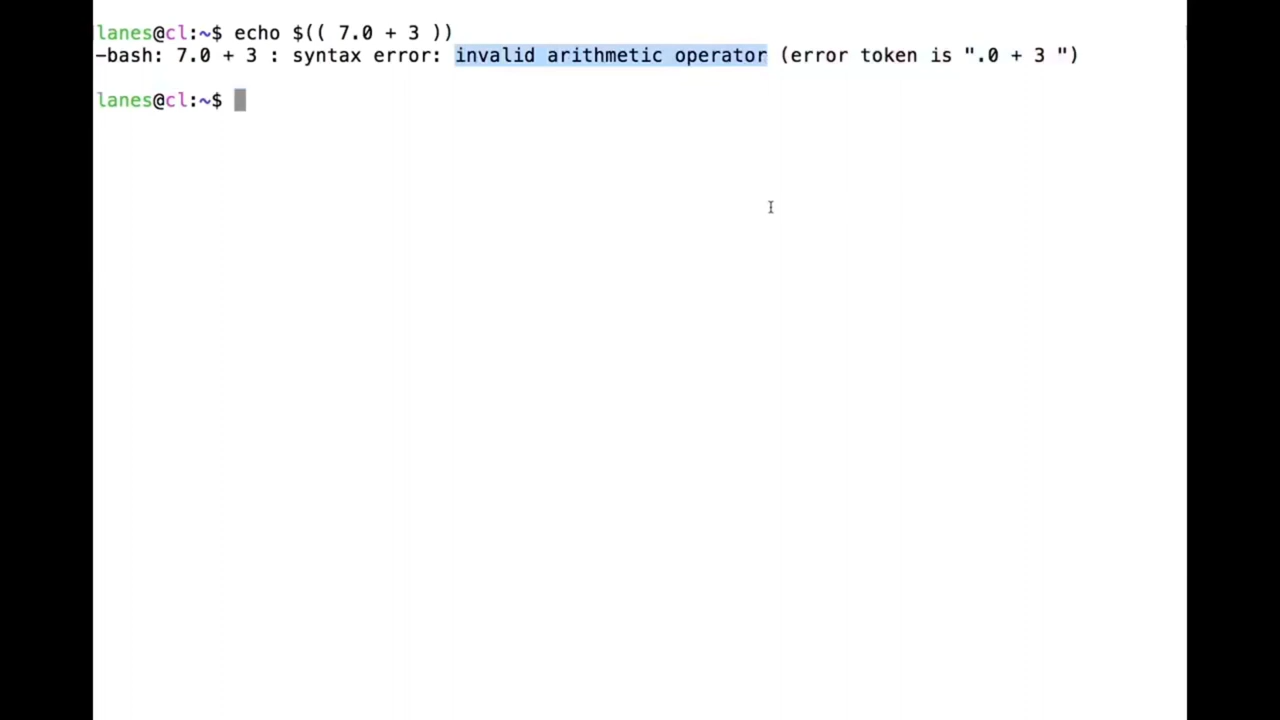 lanes@cl:~$ echo $(( 7.0 + 3 ))
-bash: 7.0 + 3 : syntax error: invalid arithmetic operator (error token is ".0 + 3 ")
lanes@cl:~$